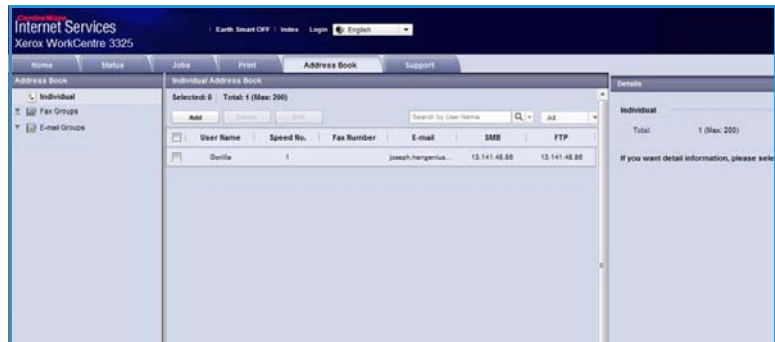 CentreWare
Internet Services
Xerox WorkCentre 3325
Earth Smart OFF Index Login English
Home Status Jobs Print Address Book Support
Address Book
Individual
Fax Groups
E-mail Groups
Individual Address Book
Selected: 0 Total: 1 (Max: 200)
Add Delete Edit Search by User Name All
User Name Speed No. Fax Number E-mail SMB FTP
Gorilla 1 joseph.hangenius... 13.141.48.86 13.141.48.86
Details
Individual
Total: 1 (Max: 200)
If you want detail information, please sele